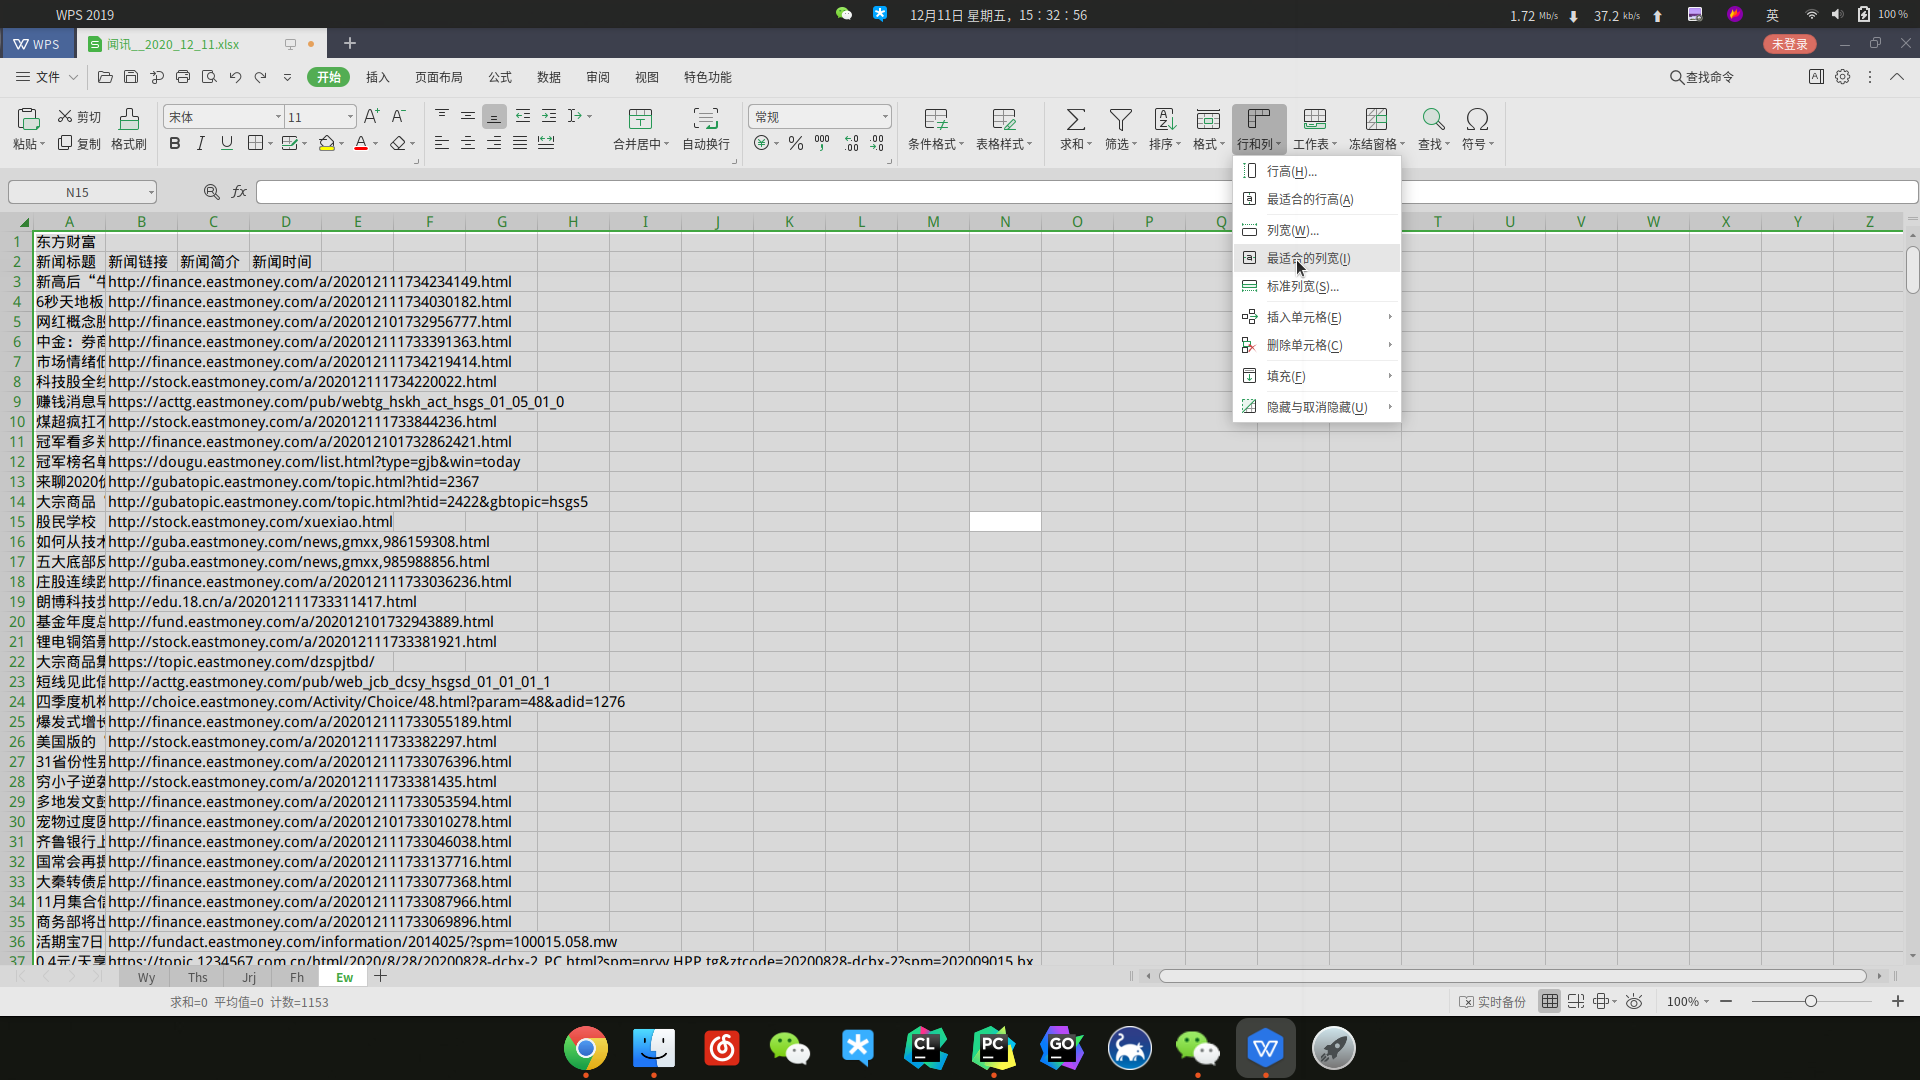 WPS 2019
12月11日 星期五，15：32：56
1.72 Mb/s 37.2 kb/s 英 100 %
WPS 闻讯__2020_12_11.xlsx 未登录
文件 开始 插入 页面布局 公式 数据 审阅 视图 特色功能 查找命令
粘贴 剪切 复制 格式刷
宋体 11 常规
合并居中 自动换行 条件格式 表格样式 求和 筛选 排序 格式 行和列 工作表 冻结窗格 查找 符号
N15 fx
行高(H)...
最适合的行高(A)
列宽(W)...
最适合的列宽(I)
标准列宽(S)...
插入单元格(E)
删除单元格(C)
填充(F)
隐藏与取消隐藏(U)
A B C D E F G H I J K L M N O P Q T U V W X Y Z
1 东方财富
2 新闻标题 新闻链接 新闻简介 新闻时间
3 新高后“牛 http://finance.eastmoney.com/a/202012111734234149.html
4 6秒天地板 http://finance.eastmoney.com/a/202012111734030182.html
5 网红概念股 http://finance.eastmoney.com/a/202012101732956777.html
6 中金：券商 http://finance.eastmoney.com/a/202012111733391363.html
7 市场情绪低 http://finance.eastmoney.com/a/202012111734219414.html
8 科技股全线 http://stock.eastmoney.com/a/202012111734220022.html
9 赚钱消息早 https://acttg.eastmoney.com/pub/webtg_hskh_act_hsgs_01_05_01_0
10 煤超疯扛不 http://stock.eastmoney.com/a/202012111733844236.html
11 冠军看多 http://finance.eastmoney.com/a/202012101732862421.html
12 冠军榜名单 https://dougu.eastmoney.com/list.html?type=gjb&win=today
13 来聊2020 http://gubatopic.eastmoney.com/topic.html?htid=2367
14 大宗商品 http://gubatopic.eastmoney.com/topic.html?htid=2422&gbtopic=hsgs5
15 股民学校 http://stock.eastmoney.com/xuexiao.html
16 如何从技术 http://guba.eastmoney.com/news,gmxx,986159308.html
17 五大底部反 http://guba.eastmoney.com/news,gmxx,985988856.html
18 庄股连续跌 http://finance.eastmoney.com/a/202012111733036236.html
19 朗博科技 http://edu.18.cn/a/202012111733311417.html
20 基金年度总 http://fund.eastmoney.com/a/202012101732943889.html
21 锂电铜箔景 http://stock.eastmoney.com/a/202012111733381921.html
22 大宗商品集 https://topic.eastmoney.com/dzspjtbd/
23 短线见此信 http://acttg.eastmoney.com/pub/web_jcb_dcsy_hsgsd_01_01_01_1
24 四季度机构 http://choice.eastmoney.com/Activity/Choice/48.html?param=48&adid=1276
25 爆发式增长 http://finance.eastmoney.com/a/202012111733055189.html
26 美国版的 http://stock.eastmoney.com/a/202012111733382297.html
27 31省份性别 http://finance.eastmoney.com/a/202012111733076396.html
28 穷小子逆袭 http://stock.eastmoney.com/a/202012111733381435.html
29 多地发文鼓 http://finance.eastmoney.com/a/202012111733053594.html
30 宠物过度医 http://finance.eastmoney.com/a/202012101733010278.html
31 齐鲁银行上 http://finance.eastmoney.com/a/202012111733046038.html
32 国常会再提 http://finance.eastmoney.com/a/202012111733137716.html
33 大秦转债启 http://finance.eastmoney.com/a/202012111733077368.html
34 11月集合信 http://finance.eastmoney.com/a/202012111733087966.html
35 商务部将出 http://finance.eastmoney.com/a/202012111733069896.html
36 活期宝7日 http://fundact.eastmoney.com/information/2014025/?spm=100015.058.mw
37 0.4元/天享 https://topic.1234567.com.cn/html/2020/8/28/20200828-dcbx-2_PC.html?spm=nryy.HPP.tg&ztcode=20200828-dcbx-2?spm=202009015.bx
Wy Ths Jrj Fh Ew
求和=0 平均值=0 计数=1153 实时备份 100%
CL PC GO